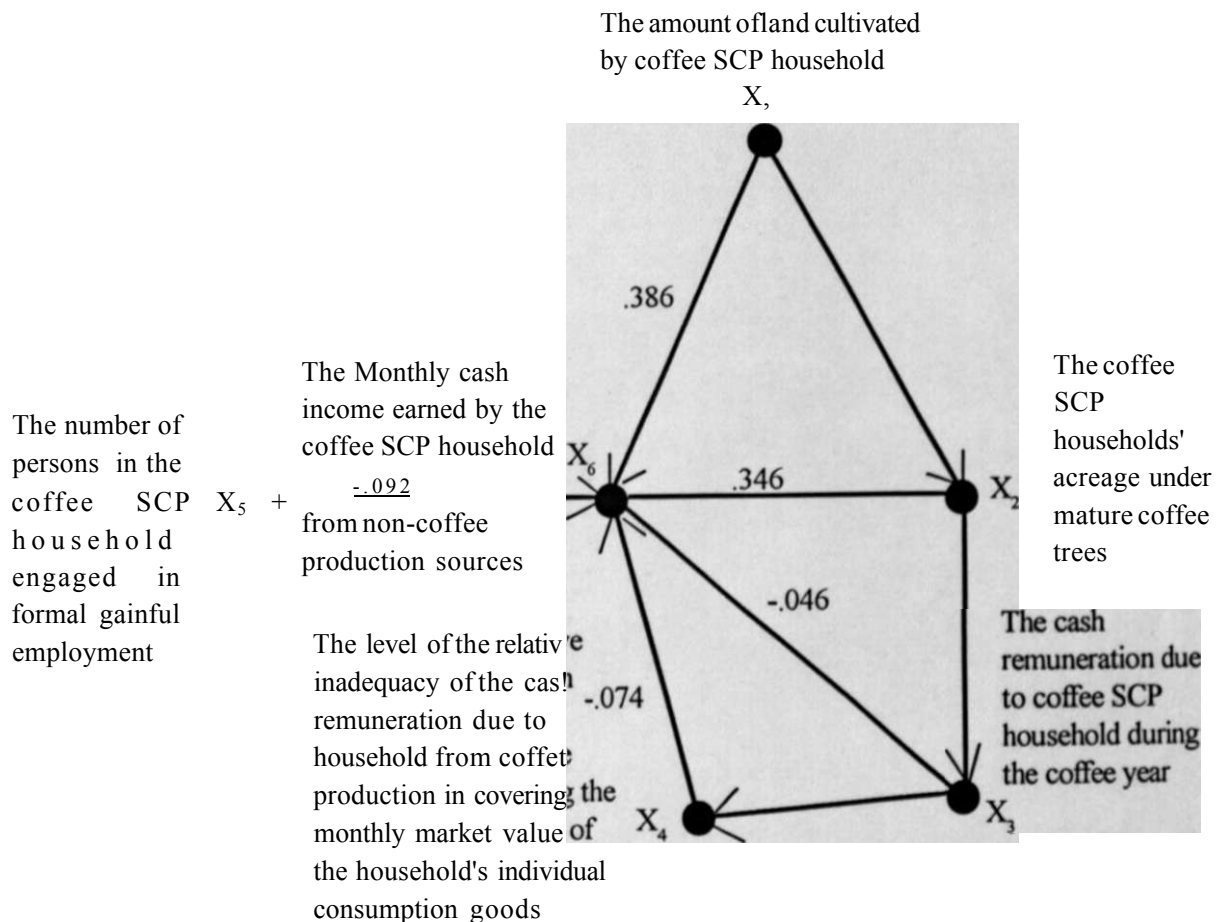 The amount ofland cultivated
by coffee SCP household
X,
.386
The Monthly cash
income earned by the
coffee SCP household
-.092
from non-coffee
production sources
The number of
persons in the
coffee SCP X5 +
household
engaged in
formal gainful
employment
X6
.346
X2
The coffee
SCP
households'
acreage under
mature coffee
trees
-.046
-.074
The level of the relative
inadequacy of the cas!
remuneration due to
household from coffet
production in covering the
monthly market value of
the household's individual
consumption goods
X4
X3
The cash
remuneration due
to coffee SCP
household during
the coffee year